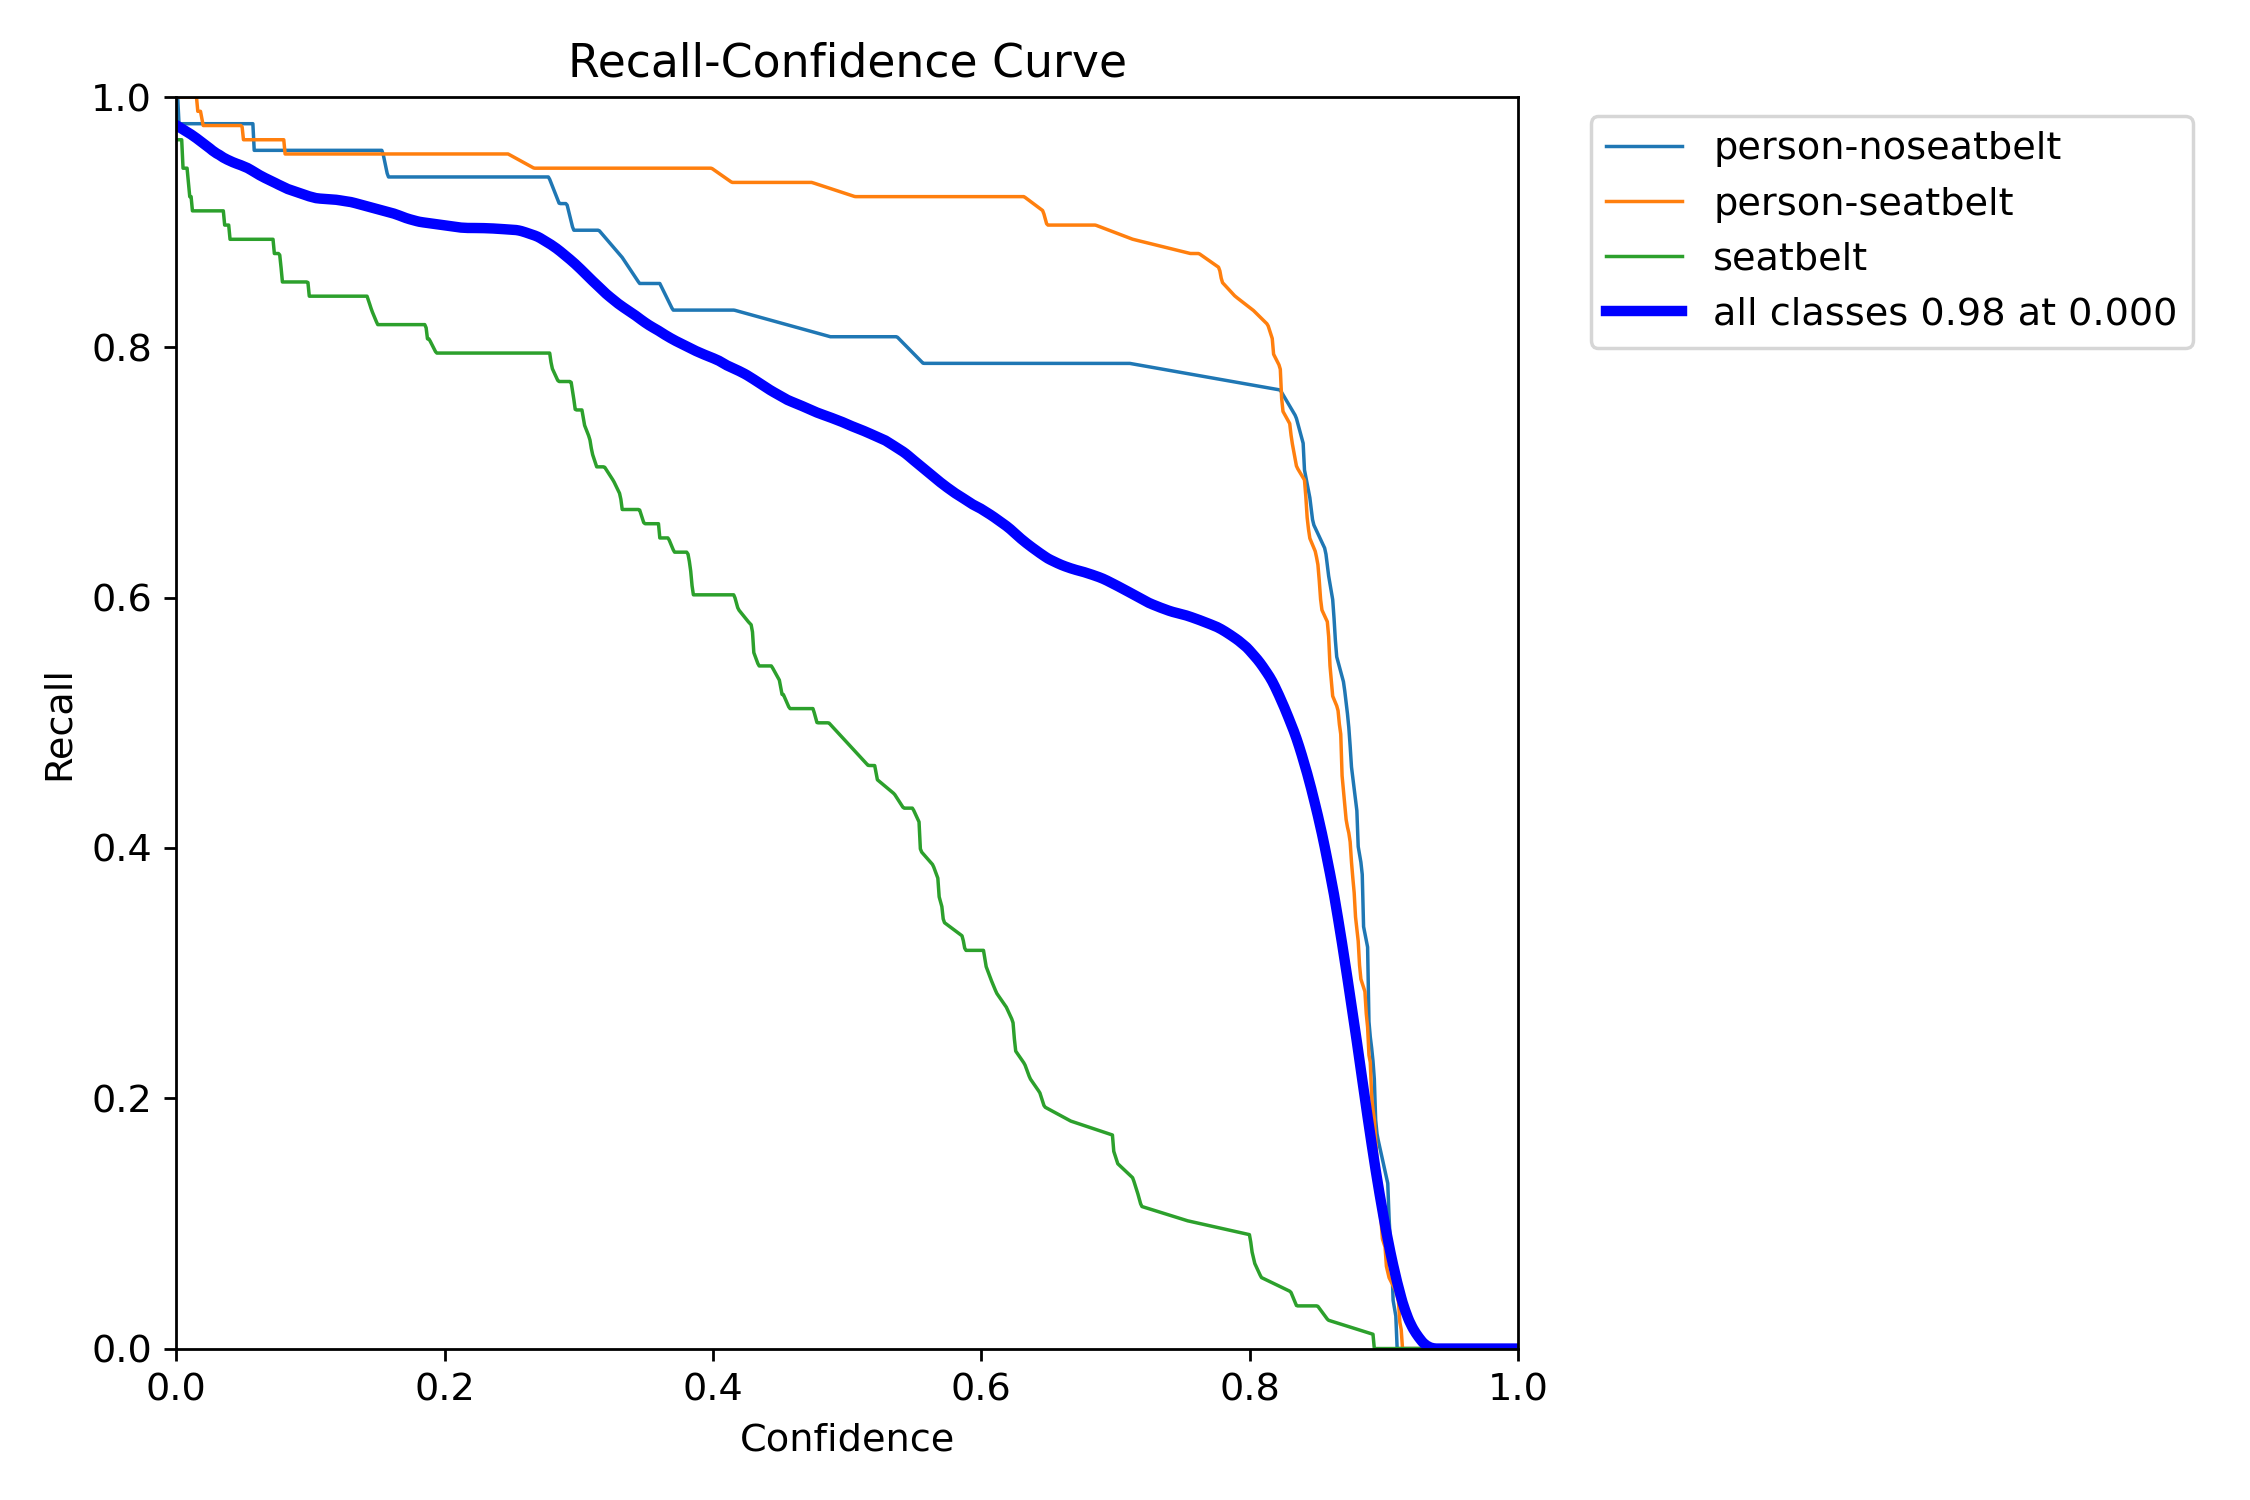 Recall-Confidence Curve
1.0
0.8
0.6
0.4
0.2
0.0
Recall
0.0 0.2 0.4 0.6 0.8 1.0
Confidence
person-noseatbelt
person-seatbelt
seatbelt
all classes 0.98 at 0.000